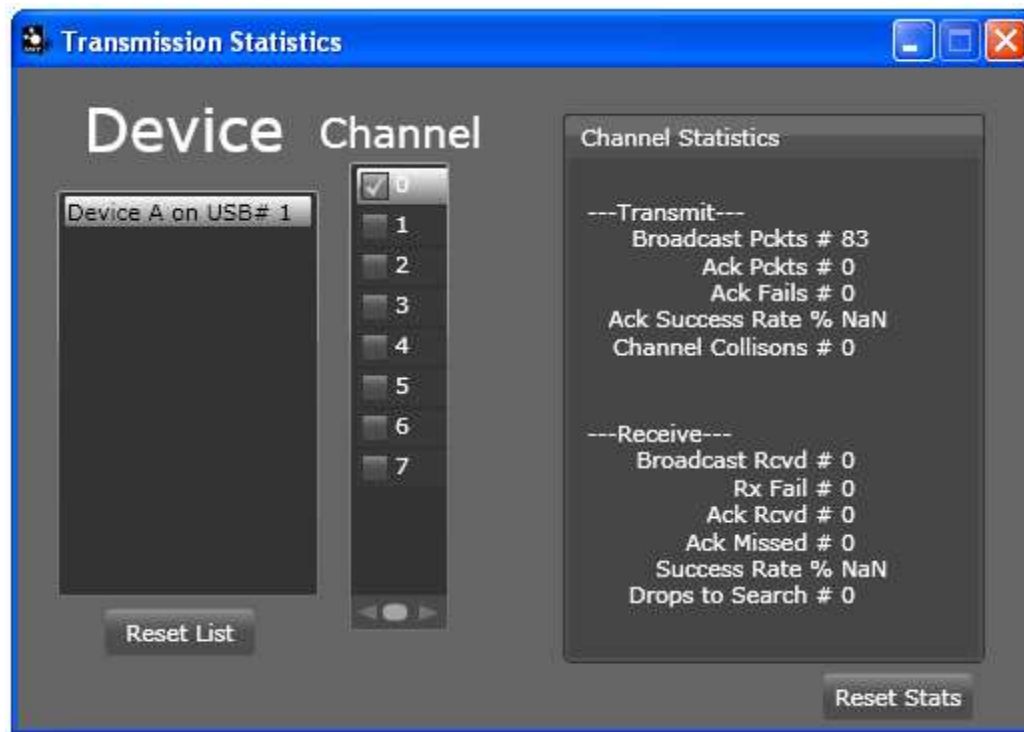 Transmission Statistics
Device
Channel
Device A on USB# 1
0
1
2
3
4
5
6
7
Reset List
Channel Statistics
---Transmit---
Broadcast Pckts # 83
Ack Pckts # 0
Ack Fails # 0
Ack Success Rate % NaN
Channel Collisons # 0
---Receive---
Broadcast Rcvd # 0
Rx Fail # 0
Ack Rcvd # 0
Ack Missed # 0
Success Rate % NaN
Drops to Search # 0
Reset Stats